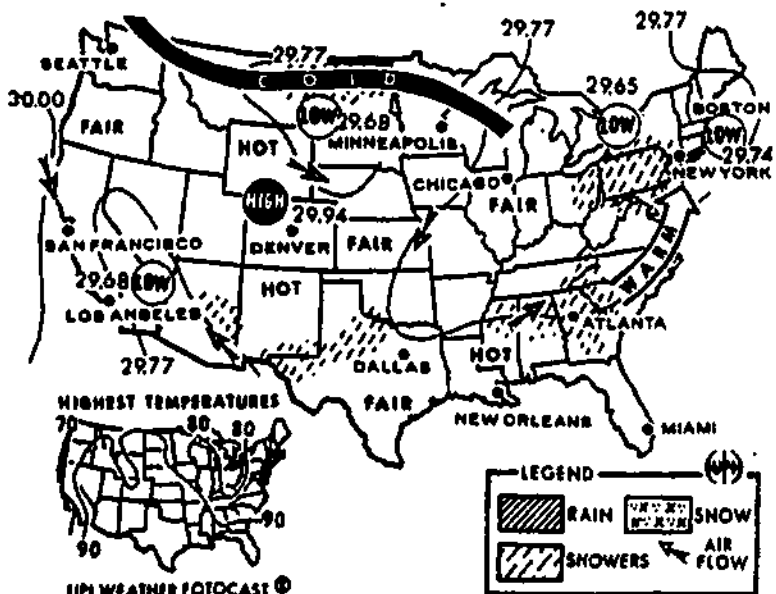 29.77
29.77
29.77
SEATTLE
COLD
29.65
30.00
BOSTON
FAIR
LOW
29.68
LOW
LOW
HOT
MINNEAPOLIS
29.74
NEW YORK
CHICAGO
HIGH
FAIR
29.94
SAN FRANCISCO
DENVER
FAIR
WARM
29.68
LOW
HOT
LOS ANGELES
ATLANTA
29.77
DALLAS
HOT
HIGHEST TEMPERATURES
FAIR
NEW ORLEANS
MIAMI
70
80
80
LEGEND
UPI
RAIN
SNOW
90
90
SHOWERS
AIR
FLOW
UPI WEATHER FOTOCAST ©